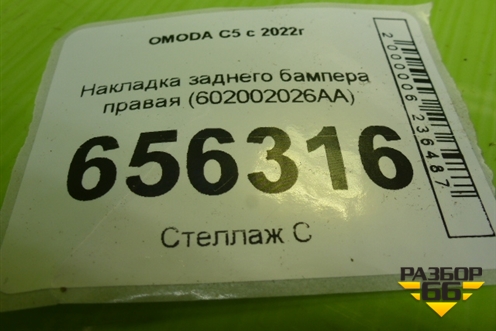 OMODA C5 с 2022г
Накладка заднего бампера
правая (602002026AA)
656316
Стеллаж С
2000006236487
РАЗБОР
66